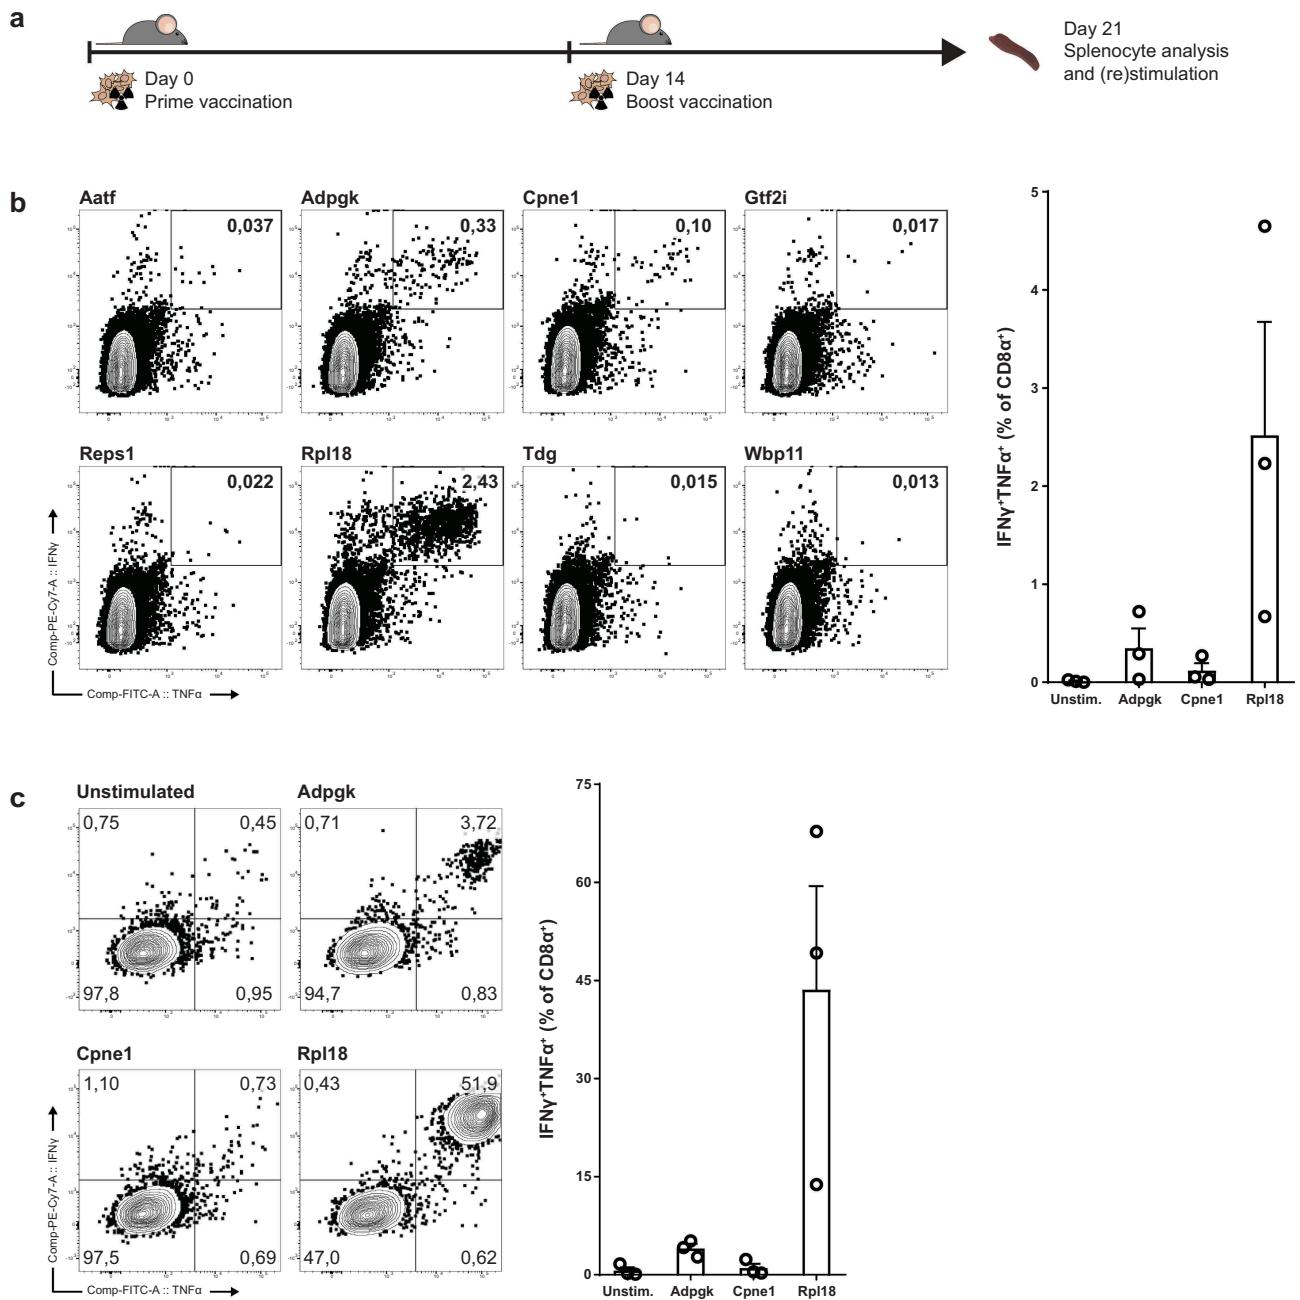 a
Day 0
Prime vaccination
Day 14
Boost vaccination
Day 21
Splenocyte analysis
and (re)stimulation
b
Aatf
0,037
Adpgk
0,33
Cpne1
0,10
Gtf2i
0,017
Reps1
0,022
Rpl18
2,43
Tdg
0,015
Wbp11
0,013
Comp-PE-Cy7-A :: IFNγ
Comp-FITC-A :: TNFα
IFNγ⁺TNFα⁺ (% of CD8α⁺)
5
4
3
2
1
0
Unstim.
Adpgk
Cpne1
Rpl18
c
Unstimulated
0,75
0,45
97,8
0,95
Adpgk
0,71
3,72
94,7
0,83
Cpne1
1,10
0,73
97,5
0,69
Rpl18
0,43
51,9
47,0
0,62
Comp-PE-Cy7-A :: IFNγ
Comp-FITC-A :: TNFα
IFNγ⁺TNFα⁺ (% of CD8α⁺)
75
60
45
30
15
0
Unstim.
Adpgk
Cpne1
Rpl18